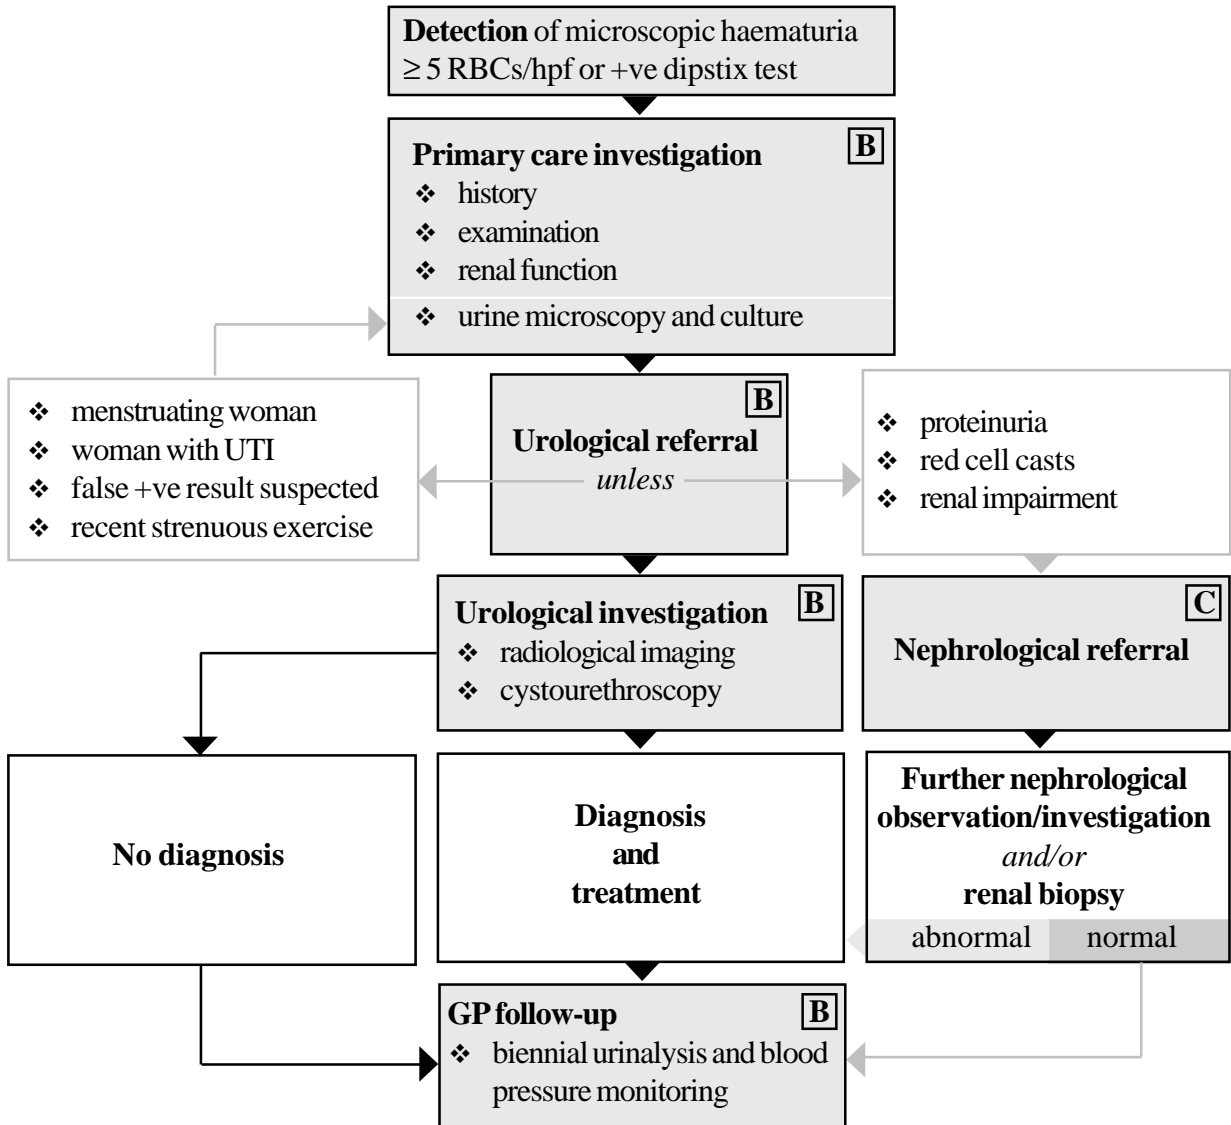 Detection of microscopic haematuria
≥ 5 RBCs/hpf or +ve dipstix test
B
Primary care investigation
❖ history
❖ examination
❖ renal function
❖ urine microscopy and culture
❖ menstruating woman
❖ woman with UTI
❖ false +ve result suspected
❖ recent strenuous exercise
B
Urological referral
unless
❖ proteinuria
❖ red cell casts
❖ renal impairment
B
Urological investigation
❖ radiological imaging
❖ cystourethroscopy
C
Nephrological referral
No diagnosis
Diagnosis
and
treatment
Further nephrological
observation/investigation
and/or
renal biopsy
abnormal normal
GP follow-up B
❖ biennial urinalysis and blood
pressure monitoring